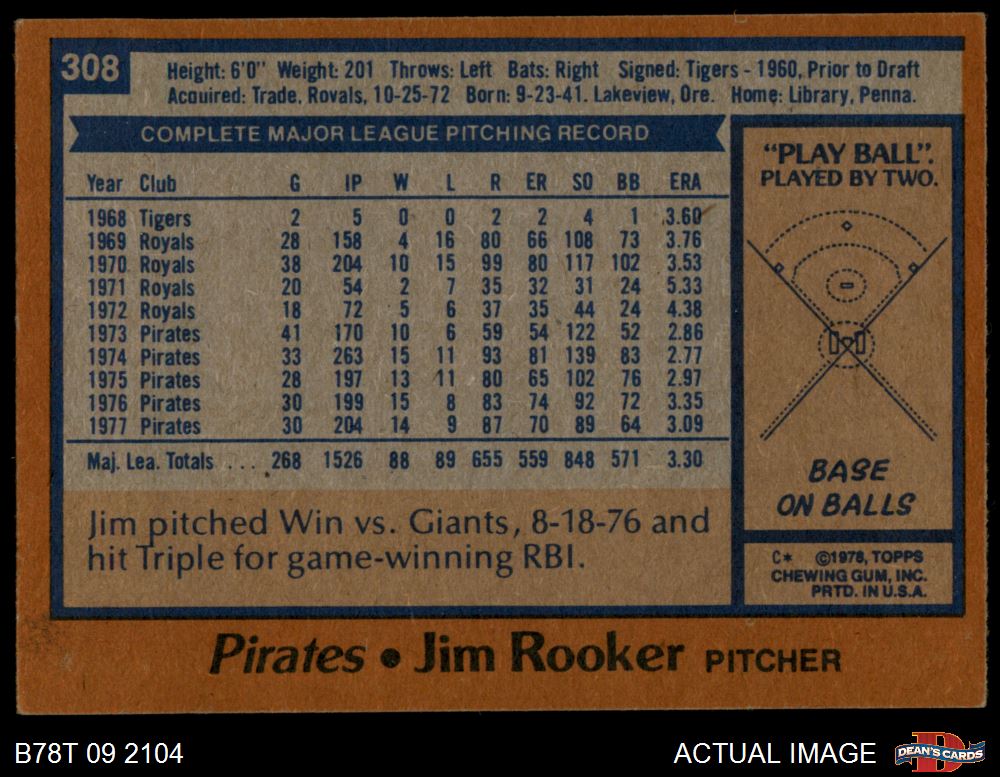 308
Height: 6'0" Weight: 201 Throws: Left Bats: Right Signed: Tigers - 1960, Prior to Draft
Acquired: Trade, Royals, 10-25-72 Born: 9-23-41. Lakeview, Ore. Home: Library, Penna.
COMPLETE MAJOR LEAGUE PITCHING RECORD
Year Club G IP W L R ER SO BB ERA
1968 Tigers 2 5 0 0 2 2 4 1 3.60
1969 Royals 28 158 4 16 80 66 108 73 3.76
1970 Royals 38 204 10 15 99 80 117 102 3.53
1971 Royals 20 54 2 7 35 32 31 24 5.33
1972 Royals 18 72 5 6 37 35 44 24 4.38
1973 Pirates 41 170 10 6 59 54 122 52 2.86
1974 Pirates 33 263 15 11 93 81 139 83 2.77
1975 Pirates 28 197 13 11 80 65 102 76 2.97
1976 Pirates 30 199 15 8 83 74 92 72 3.35
1977 Pirates 30 204 14 9 87 70 89 64 3.09
Maj. Lea. Totals . . . . 268 1526 88 89 655 559 848 571 3.30
Jim pitched Win vs. Giants, 8-18-76 and
hit Triple for game-winning RBI.
"PLAY BALL".
PLAYED BY TWO.
BASE
ON BALLS
C* ©1978, TOPPS
CHEWING GUM, INC.
PRTD. IN U.S.A.
Pirates • Jim Rooker PITCHER
B78T 09 2104
ACTUAL IMAGE
D
DEAN'S CARDS